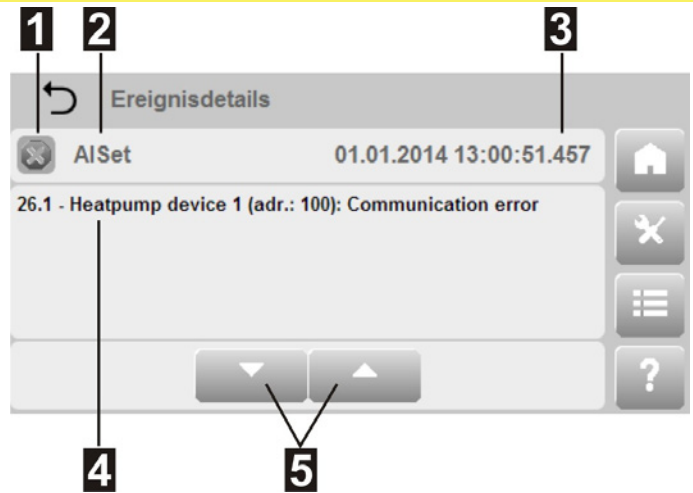 1 2 3
Ereignisdetails
AlSet 01.01.2014 13:00:51.457
26.1 - Heatpump device 1 (adr.: 100): Communication error
?
4 5